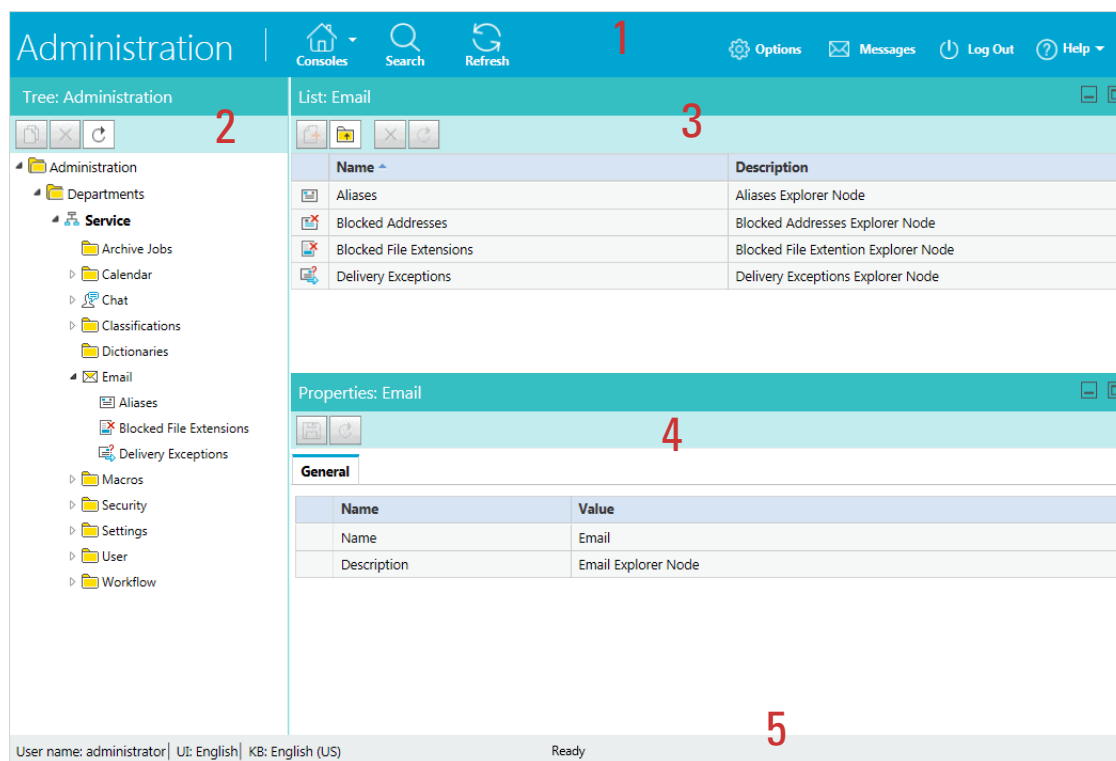 Administration
Consoles
Search
Refresh
1
Options
Messages
Log Out
Help
Tree: Administration
2
Administration
Departments
Service
Archive Jobs
Calendar
Chat
Classifications
Dictionaries
Email
Aliases
Blocked File Extensions
Delivery Exceptions
Macros
Security
Settings
User
Workflow
List: Email
3
Name Description
Aliases Aliases Explorer Node
Blocked Addresses Blocked Addresses Explorer Node
Blocked File Extensions Blocked File Extention Explorer Node
Delivery Exceptions Delivery Exceptions Explorer Node
Properties: Email
4
General
Name Value
Name Email
Description Email Explorer Node
5
User name: administrator| UI: English| KB: English (US) Ready